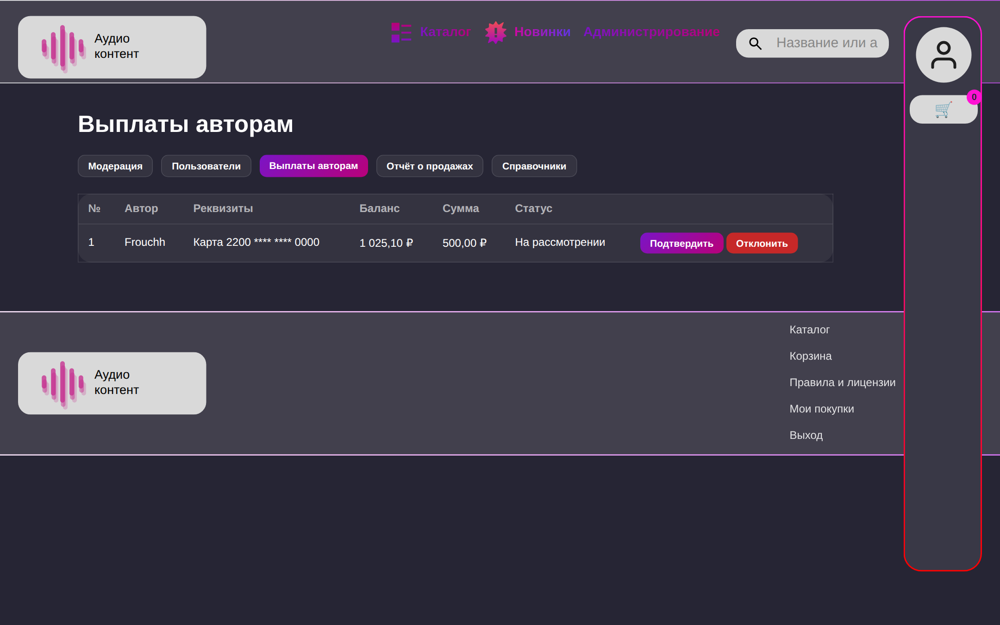 Аудио
контент
Каталог
Новинки
Администрирование
Название или а
0
Выплаты авторам
Модерация
Пользователи
Выплаты авторам
Отчёт о продажах
Справочники
№ Автор Реквизиты Баланс Сумма Статус
1 Frouchh Карта 2200 **** **** 0000 1 025,10 ₽ 500,00 ₽ На рассмотрении Подтвердить Отклонить
Аудио
контент
Каталог
Корзина
Правила и лицензии
Мои покупки
Выход